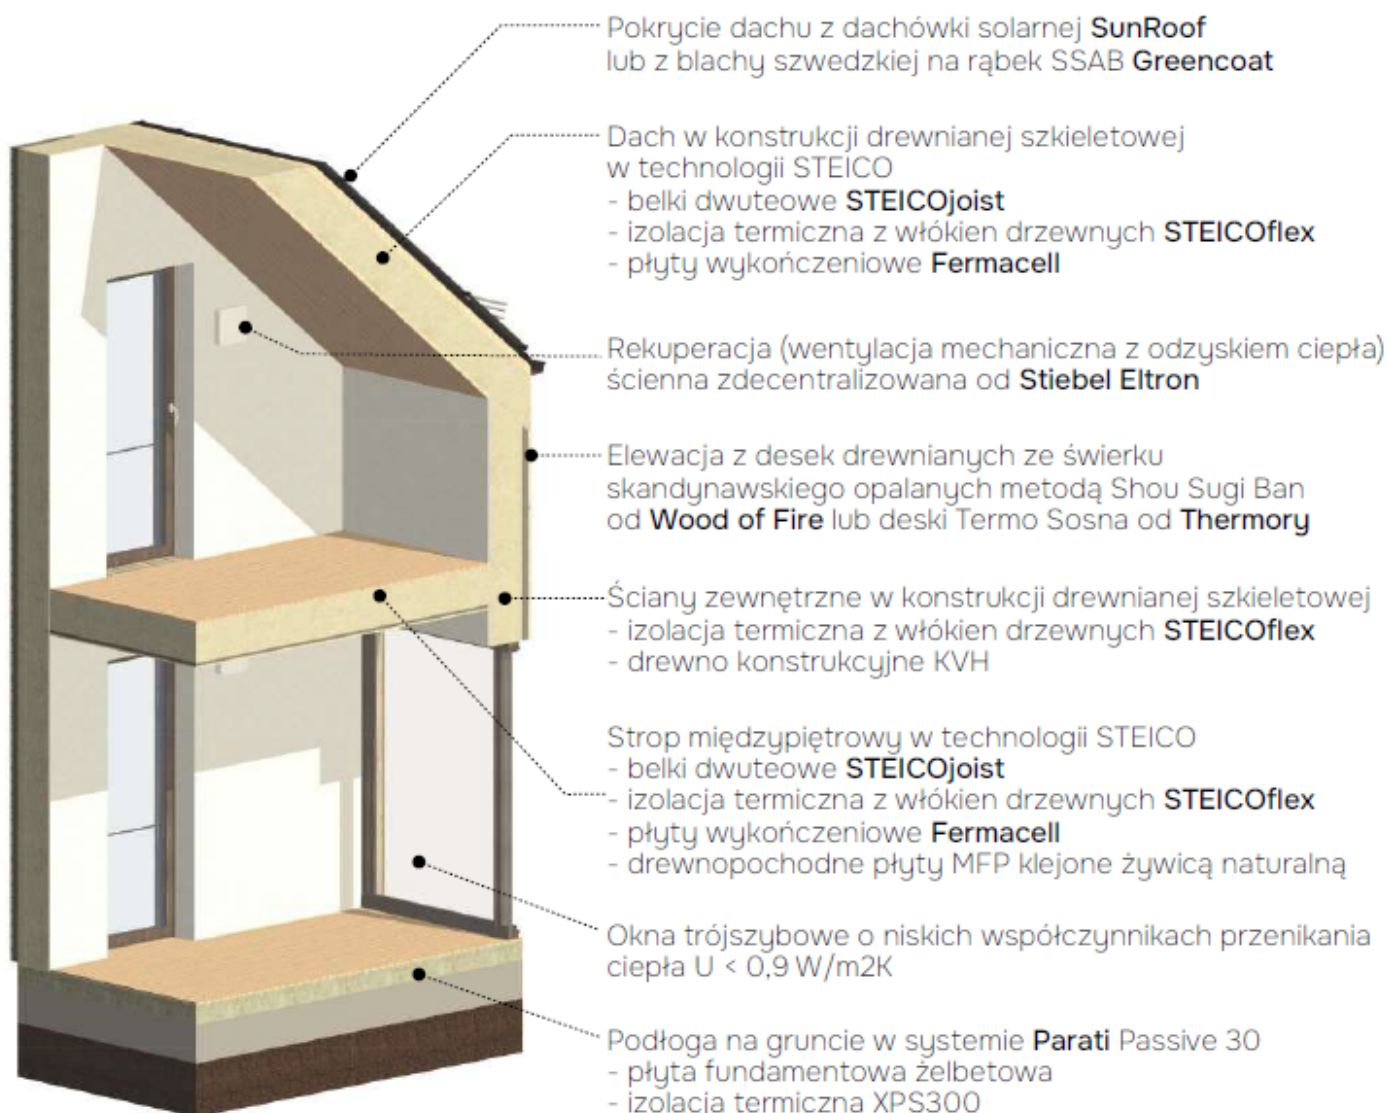 Pokrycie dachu z dachówki solarnej SunRoof
lub z blachy szwedzkiej na rąbek SSAB Greencoat
Dach w konstrukcji drewnianej szkieletowej
w technologii STEICO
- belki dwuteowe STEICOjoist
- izolacja termiczna z włókien drzewnych STEICOflex
- płyty wykończeniowe Fermacell
Rekuperacja (wentylacja mechaniczna z odzyskiem ciepła)
ścienna zdecentralizowana od Stiebel Eltron
Elewacja z desek drewnianych ze świerku
skandynawskiego opalanych metodą Shou Sugi Ban
od Wood of Fire lub deski Termo Sosna od Thermory
Ściany zewnętrzne w konstrukcji drewnianej szkieletowej
- izolacja termiczna z włókien drzewnych STEICOflex
- drewno konstrukcyjne KVH
Strop międzypiętrowy w technologii STEICO
- belki dwuteowe STEICOjoist
- izolacja termiczna z włókien drzewnych STEICOflex
- płyty wykończeniowe Fermacell
- drewnopochodne płyty MFP klejone żywicą naturalną
Okna trójszybowe o niskich współczynnikach przenikania
ciepła U < 0,9 W/m2K
Podłoga na gruncie w systemie Parati Passive 30
- płyta fundamentowa żelbetowa
- izolacja termiczna XPS300